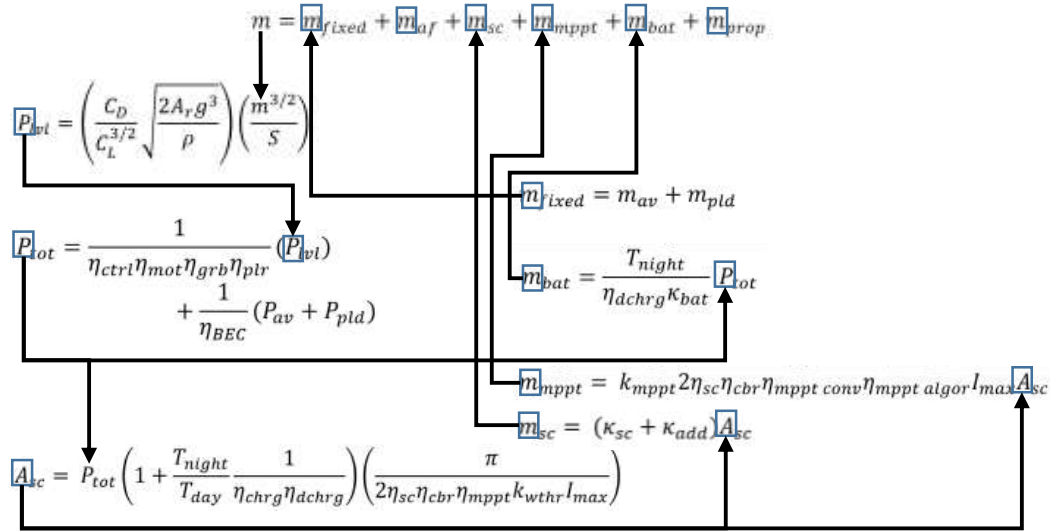 m = m_fixed + m_af + m_sc + m_mppt + m_bat + m_prop
P_lvl = (C_D / C_L^{3/2} √(2A_r g^3 / ρ)) (m^{3/2} / S)
m_fixed = m_av + m_pld
P_tot = 1 / (η_ctrl η_mot η_grb η_plr) (P_lvl)
+ 1 / η_BEC (P_av + P_pld)
m_bat = T_night / (η_dchrg κ_bat) P_tot
m_mppt = k_mppt 2η_sc η_cbr η_mppt conv η_mppt algor I_max A_sc
m_sc = (κ_sc + κ_add) A_sc
A_sc = P_tot (1 + T_night / T_day 1 / (η_chrg η_dchrg)) (π / (2η_sc η_cbr η_mppt k_wthr I_max))